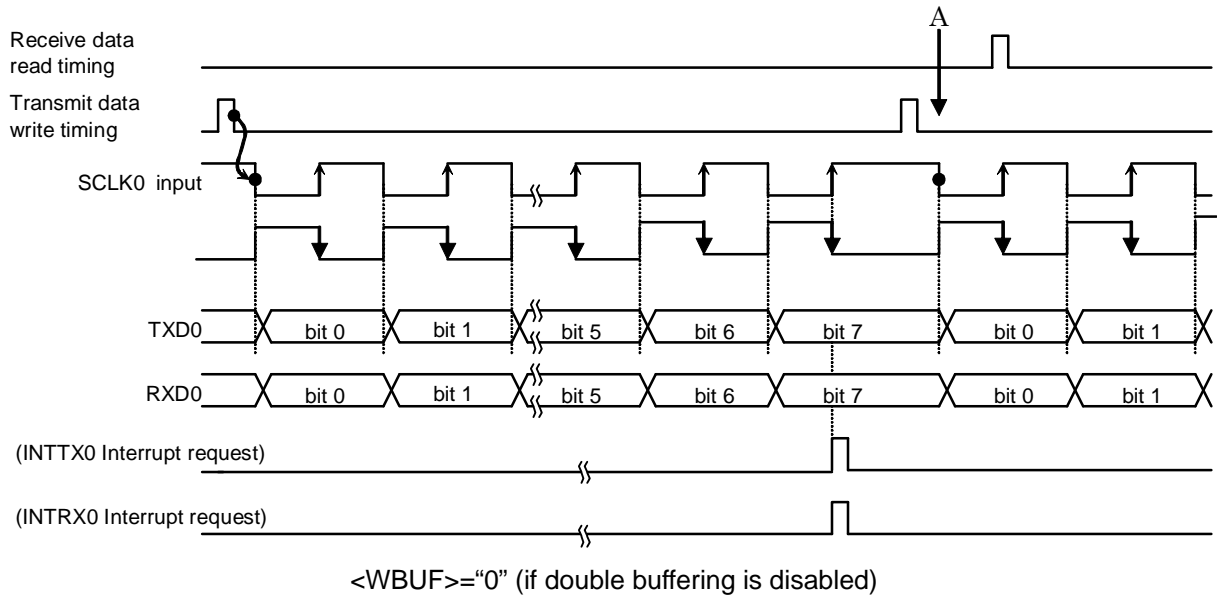 A
Receive data
read timing
Transmit data
write timing
SCLK0 input
TXD0
bit 0 bit 1 bit 5 bit 6 bit 7 bit 0 bit 1
RXD0
bit 0 bit 1 bit 5 bit 6 bit 7 bit 0 bit 1
(INTTX0 Interrupt request)
(INTRX0 Interrupt request)
<WBUF>=“0” (if double buffering is disabled)